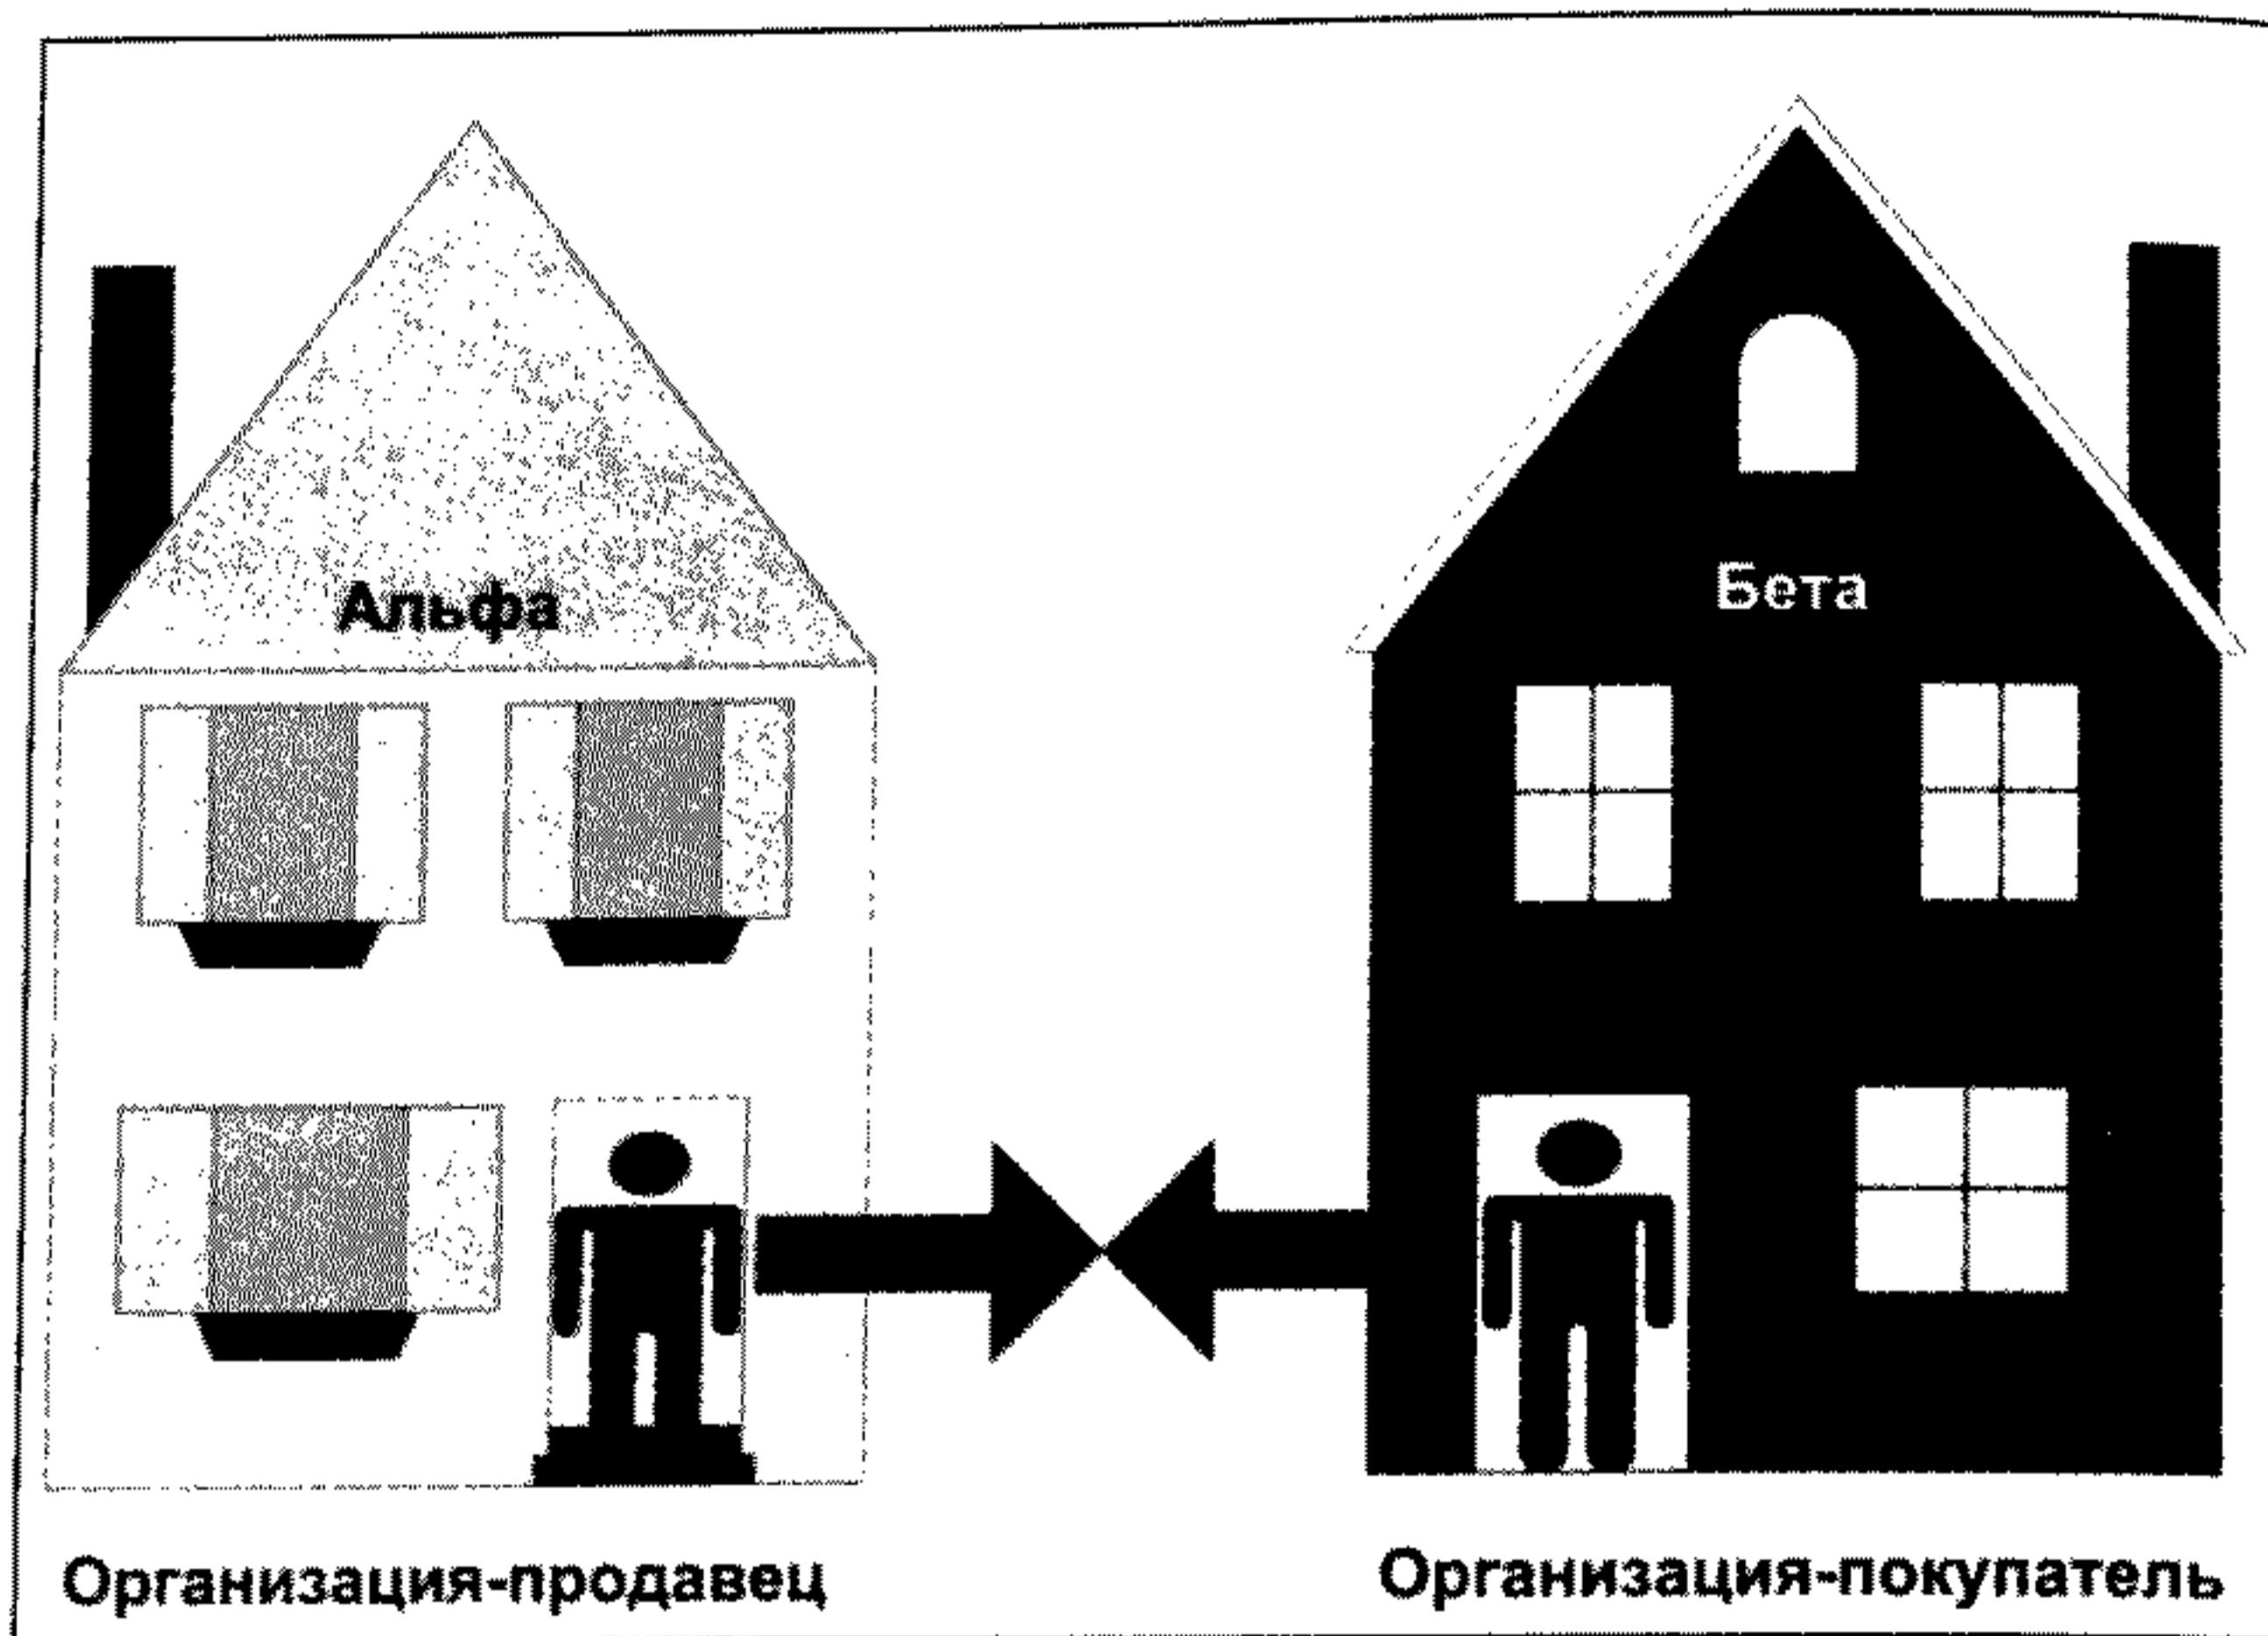 Альфа
Бета
Организация-продавец
Организация-покупатель